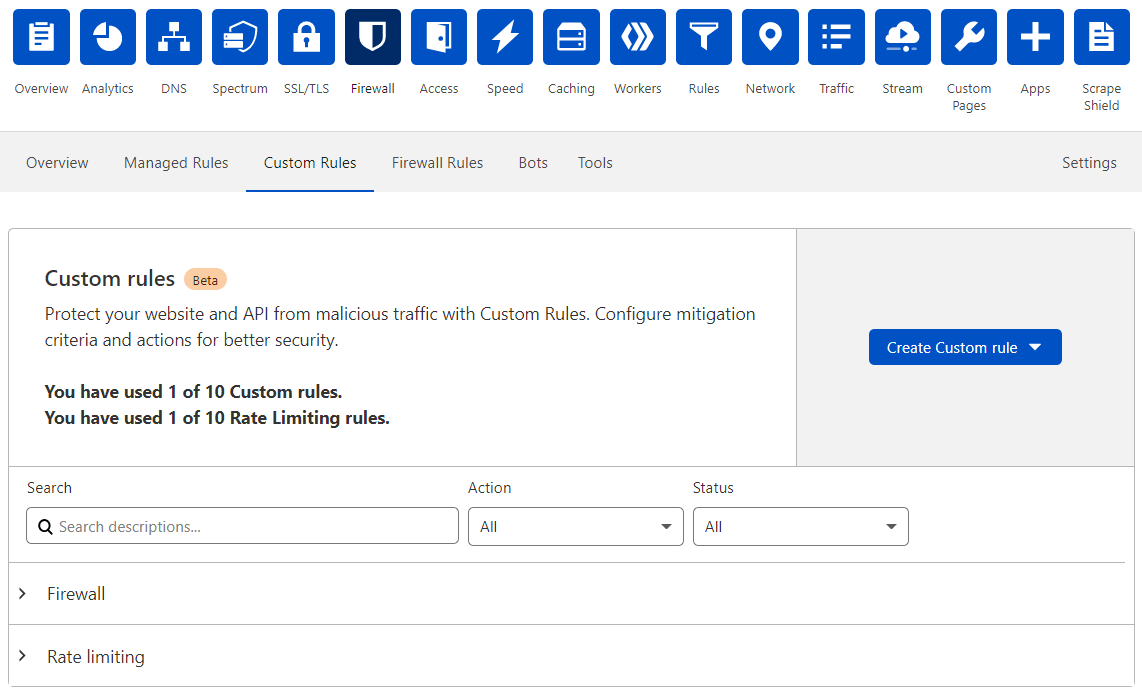 Overview Analytics DNS Spectrum SSL/TLS Firewall Access Speed Caching Workers Rules Network Traffic Stream Custom Pages Apps Scrape Shield
Overview Managed Rules Custom Rules Firewall Rules Bots Tools Settings
Custom rules Beta
Protect your website and API from malicious traffic with Custom Rules. Configure mitigation
criteria and actions for better security.
You have used 1 of 10 Custom rules.
You have used 1 of 10 Rate Limiting rules.
Create Custom rule
Search Action Status
Search descriptions... All All
Firewall
Rate limiting